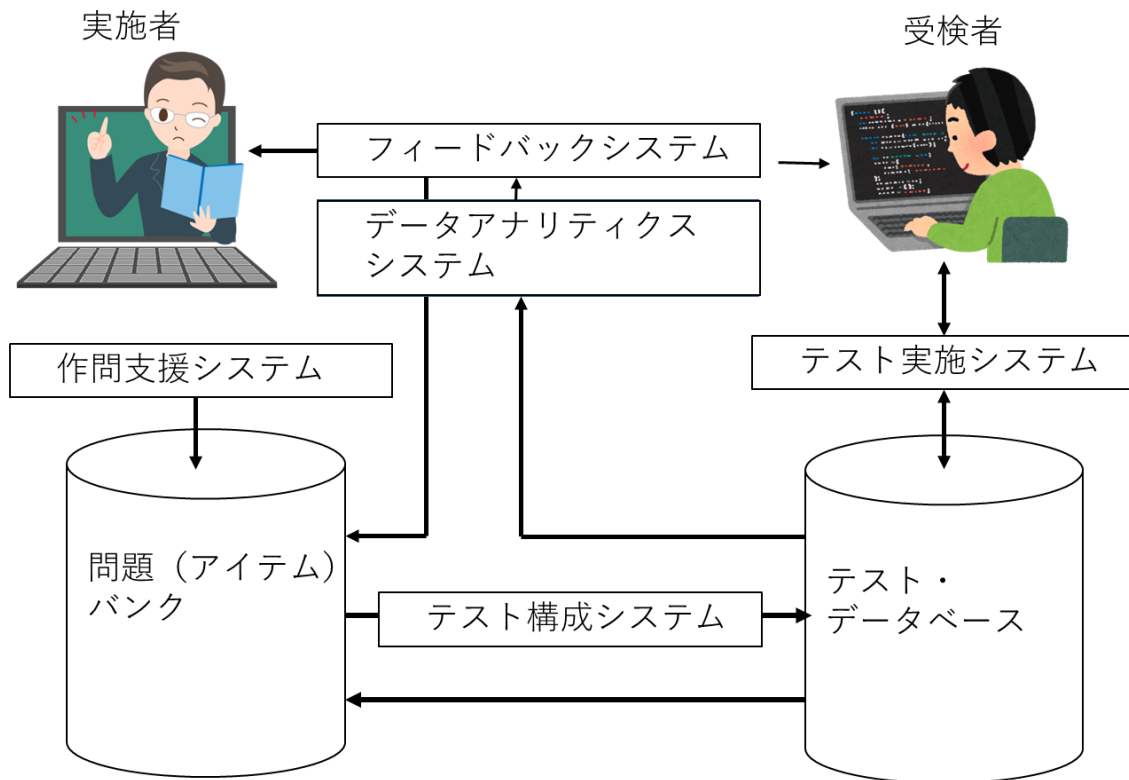 実施者
受検者
フィードバックシステム
データアナリティクス
システム
作問支援システム
テスト実施システム
問題（アイテム）
バンク
テスト構成システム
テスト・
データベース